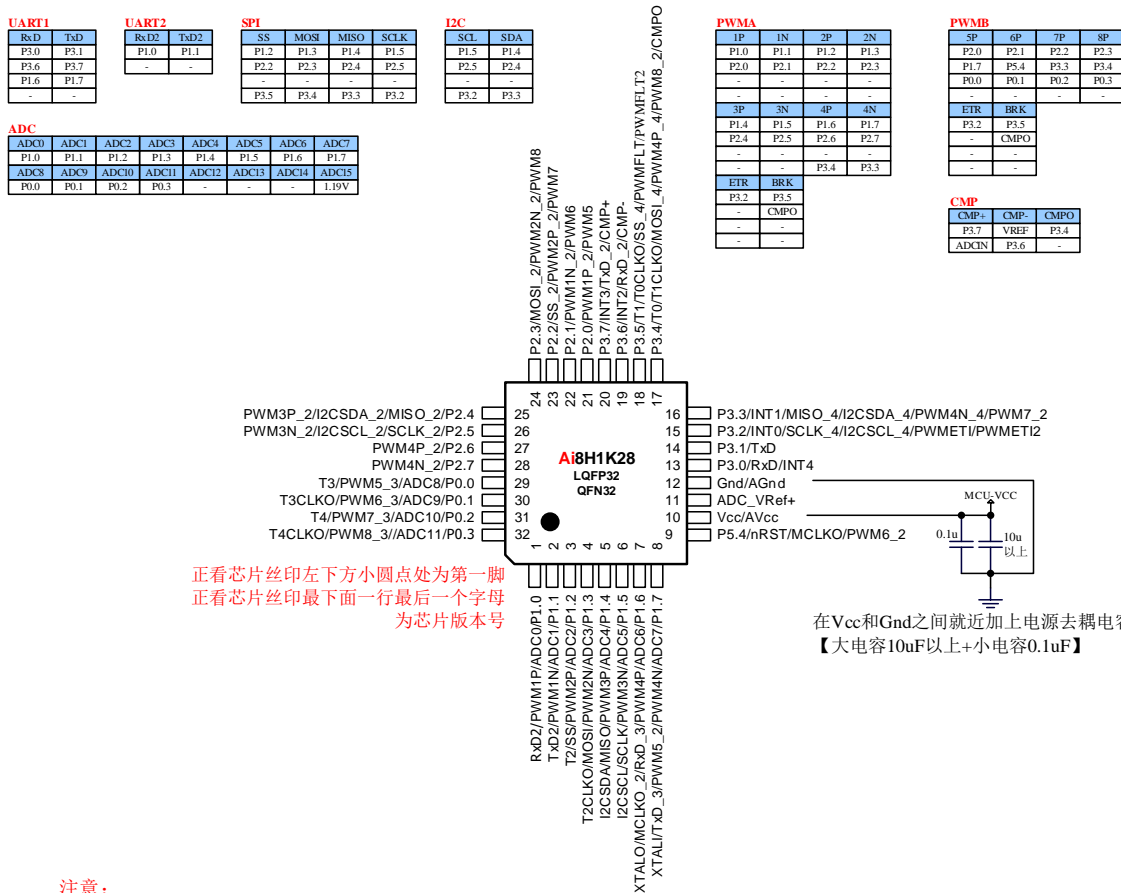 UART1
RxD TxD
P3.0 P3.1
P3.6 P3.7
P1.6 P1.7
- -
UART2
RxD2 TxD2
P1.0 P1.1
- -
SPI
SS MOSI MISO SCLK
P1.2 P1.3 P1.4 P1.5
P2.2 P2.3 P2.4 P2.5
- - - -
P3.5 P3.4 P3.3 P3.2
I2C
SCL SDA
P1.5 P1.4
P2.5 P2.4
- -
P3.2 P3.3
PWMA
1P 1N 2P 2N
P1.0 P1.1 P1.2 P1.3
P2.0 P2.1 P2.2 P2.3
- - - -
- - - -
3P 3N 4P 4N
P1.4 P1.5 P1.6 P1.7
P2.4 P2.5 P2.6 P2.7
- - - -
- - P3.4 P3.3
ETR BRK
P3.2 P3.5
- CMPO
- -
- -
PWMB
5P 6P 7P 8P
P2.0 P2.1 P2.2 P2.3
P1.7 P5.4 P3.3 P3.4
P0.0 P0.1 P0.2 P0.3
- - - -
ETR BRK
P3.2 P3.5
- CMPO
- -
- -
ADC
ADC0 ADC1 ADC2 ADC3 ADC4 ADC5 ADC6 ADC7
P1.0 P1.1 P1.2 P1.3 P1.4 P1.5 P1.6 P1.7
ADC8 ADC9 ADC10 ADC11 ADC12 ADC13 ADC14 ADC15
P0.0 P0.1 P0.2 P0.3 - - - 1.19V
CMP
CMP+ CMP- CMPO
P3.7 VREF P3.4
ADCIN P3.6 -
P2.3/MOSI_2/PWM2N_2/PWM8
P2.2/SS_2/PWM2P_2/PWM7
P2.1/PWM1N_2/PWM6
P2.0/PWM1P_2/PWM5
P3.7/INT3/TxD_2/CMP+
P3.6/INT2/RxD_2/CMP-
P3.5/T1/T0CLKO/SS_4/PWMFLT/PWMFLT2
P3.4/T0/T1CLKO/MOSI_4/PWM4P_4/PWM8_2/CMPO
24 23 22 21 20 19 18 17
PWM3P_2/I2CSDA_2/MISO_2/P2.4 25
PWM3N_2/I2CSCL_2/SCLK_2/P2.5 26
PWM4P_2/P2.6 27
PWM4N_2/P2.7 28
T3/PWM5_3/ADC8/P0.0 29
T3CLKO/PWM6_3/ADC9/P0.1 30
T4/PWM7_3/ADC10/P0.2 31
T4CLKO/PWM8_3//ADC11/P0.3 32
Ai8H1K28
LQFP32
QFN32
16 P3.3/INT1/MISO_4/I2CSDA_4/PWM4N_4/PWM7_2
15 P3.2/INT0/SCLK_4/I2CSCL_4/PWMETI/PWMETI2
14 P3.1/TxD
13 P3.0/RxD/INT4
12 Gnd/AGnd
11 ADC_VRef+
10 Vcc/AVcc
9 P5.4/nRST/MCLKO/PWM6_2
MCU-VCC
0.1u
10u
以上
1 2 3 4 5 6 7 8
RxD2/PWM1P/ADC0/P1.0
TxD2/PWM1N/ADC1/P1.1
T2/SS/PWM2P/ADC2/P1.2
T2CLKO/MOSI/PWM2N/ADC3/P1.3
I2CSDA/MISO/PWM3P/ADC4/P1.4
I2CSCL/SCLK/PWM3N/ADC5/P1.5
XTALO/MCLKO_2/RxD_3/PWM4P/ADC6/P1.6
XTALI/TxD_3/PWM5_2/PWM4N/ADC7/P1.7
正看芯片丝印左下方小圆点处为第一脚
正看芯片丝印最下面一行最后一个字母
为芯片版本号
在Vcc和Gnd之间就近加上电源去耦电容
【大电容10uF以上+小电容0.1uF】
注意：